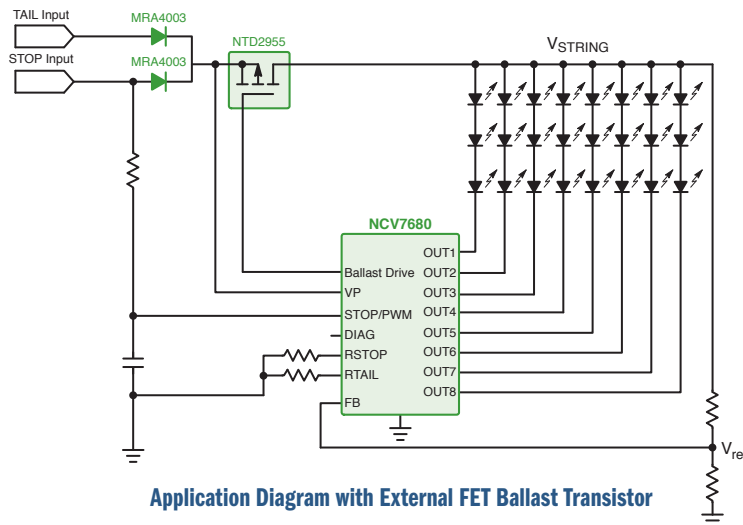 TAIL Input
MRA4003
STOP Input
MRA4003
NTD2955
VSTRING
NCV7680
OUT1
Ballast Drive
OUT2
VP
OUT3
STOP/PWM
OUT4
DIAG
OUT5
RSTOP
OUT6
RTAIL
OUT7
FB
OUT8
Vre
Application Diagram with External FET Ballast Transistor